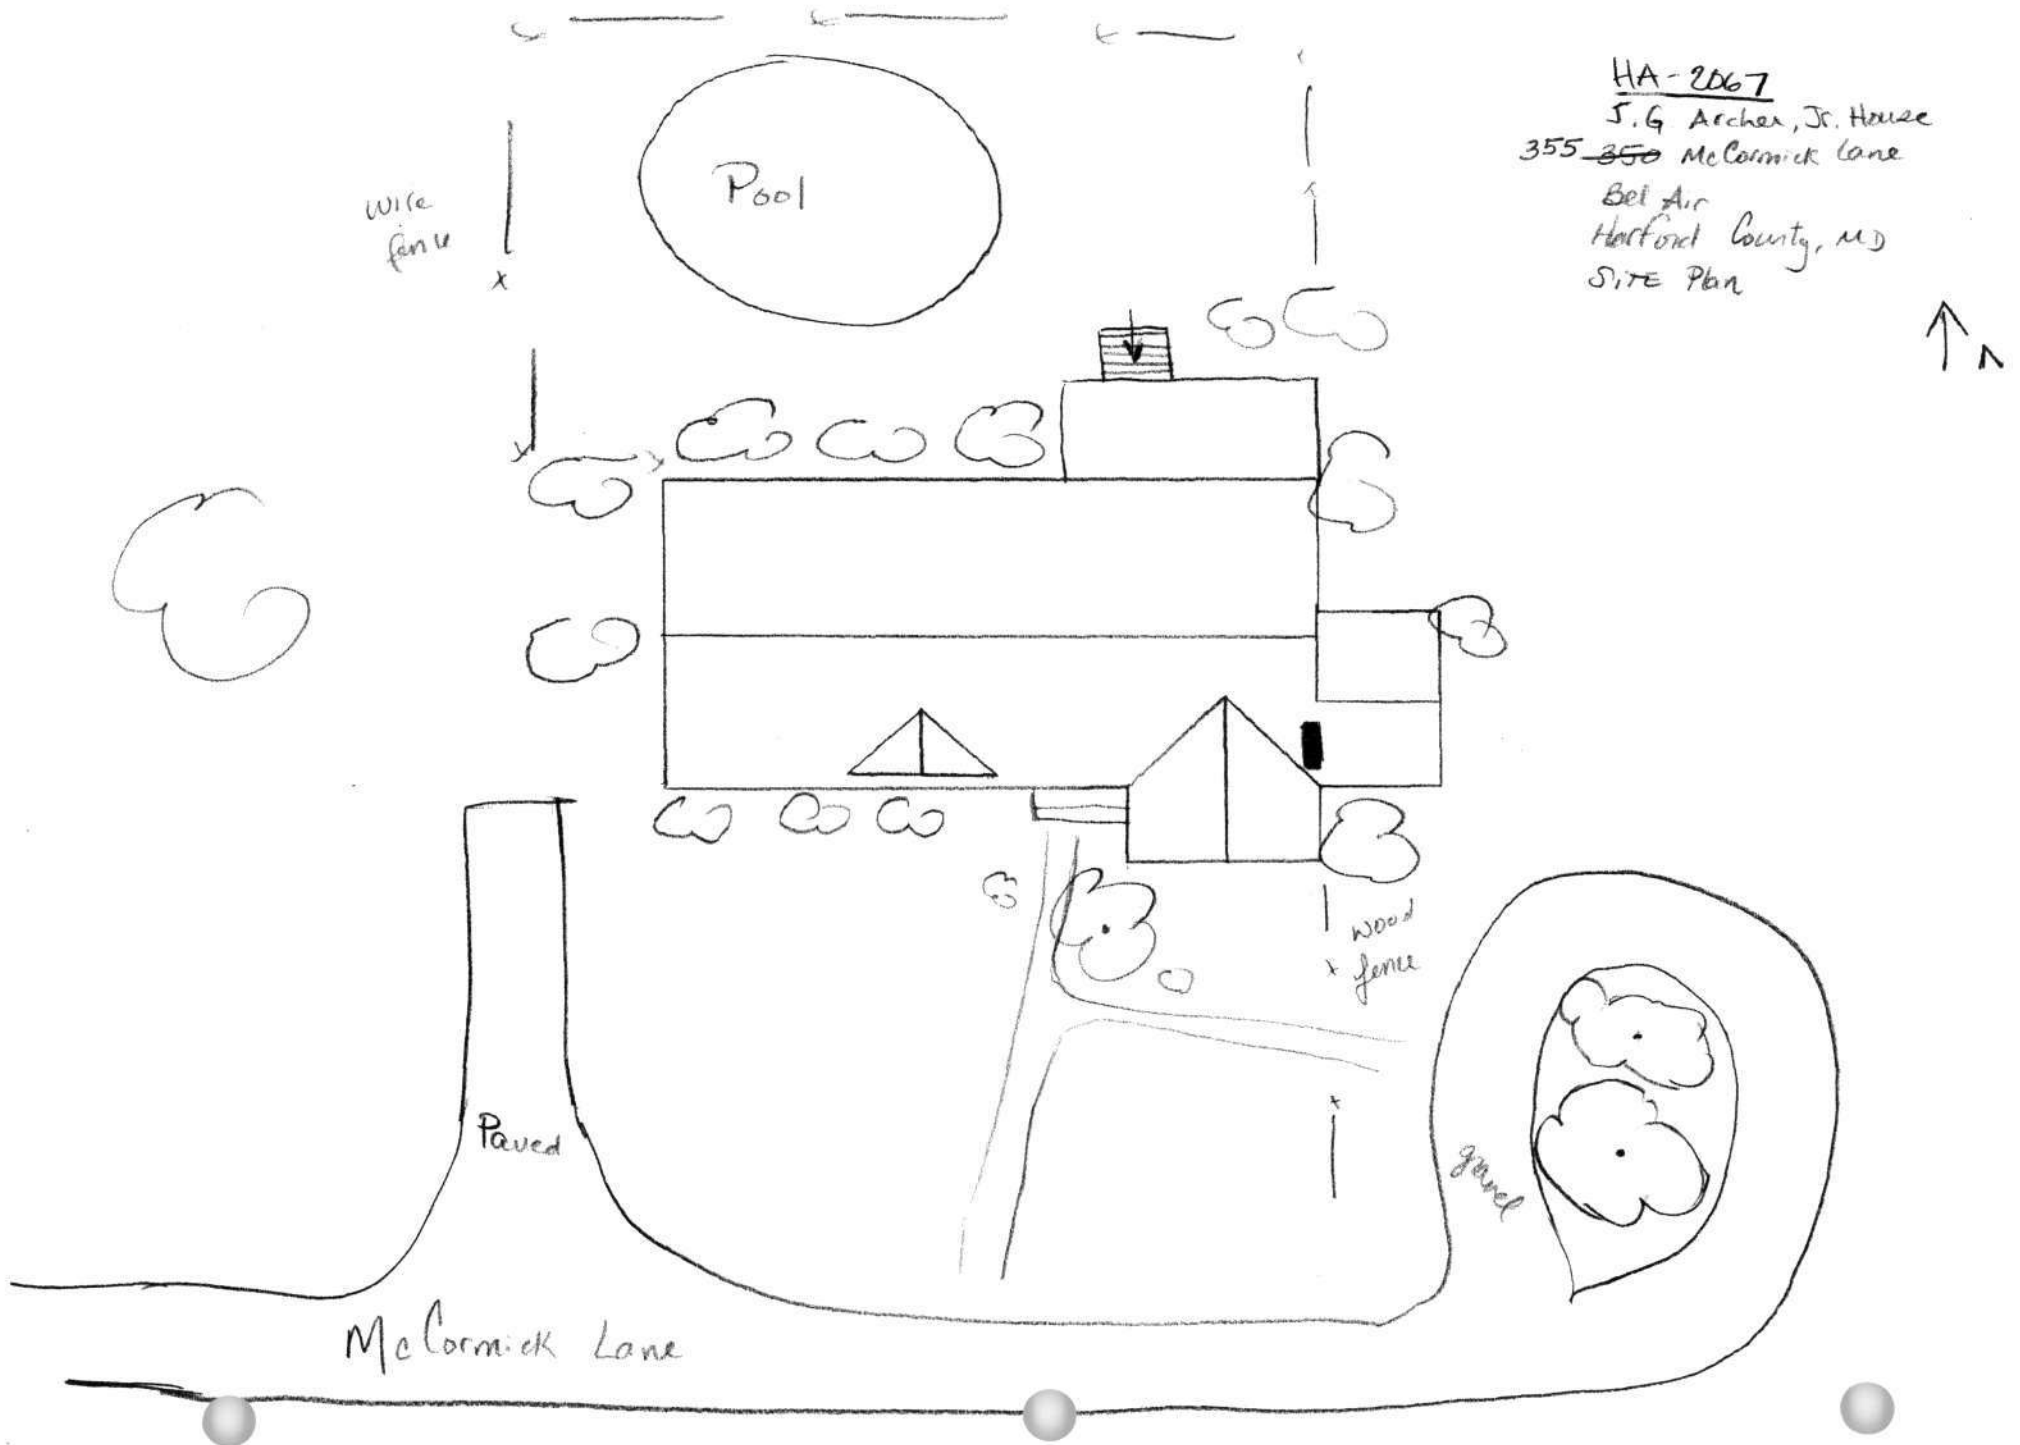 HA-2067
J.G Archer, Jr. House
355 350 McCormick Lane
Bel Air
Harford County, MD
SITE Plan
N
Pool
wire
fence
wood
fence
Paved
gravel
McCormick Lane